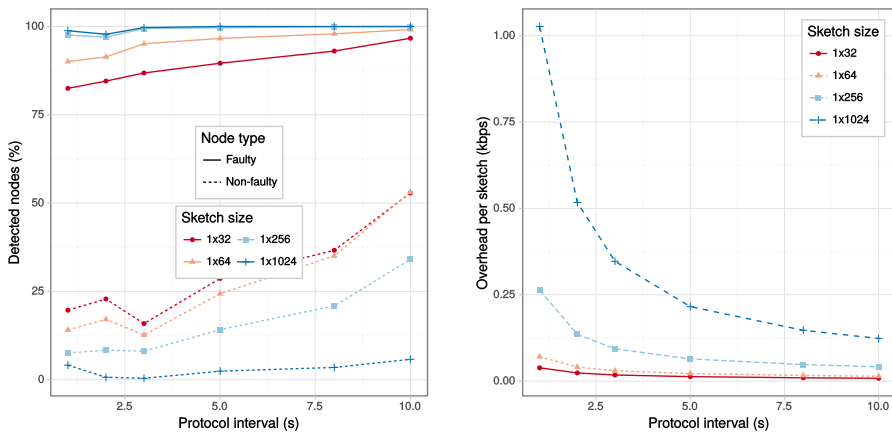 100
75
50
25
0
Detected nodes (%)
Node type
Faulty
Non-faulty
Sketch size
1x32
1x256
1x64
1x1024
2.5
5.0
7.5
10.0
Protocol interval (s)
1.00
0.75
0.50
0.25
0.00
Overhead per sketch (kbps)
Sketch size
1x32
1x64
1x256
1x1024
2.5
5.0
7.5
10.0
Protocol interval (s)